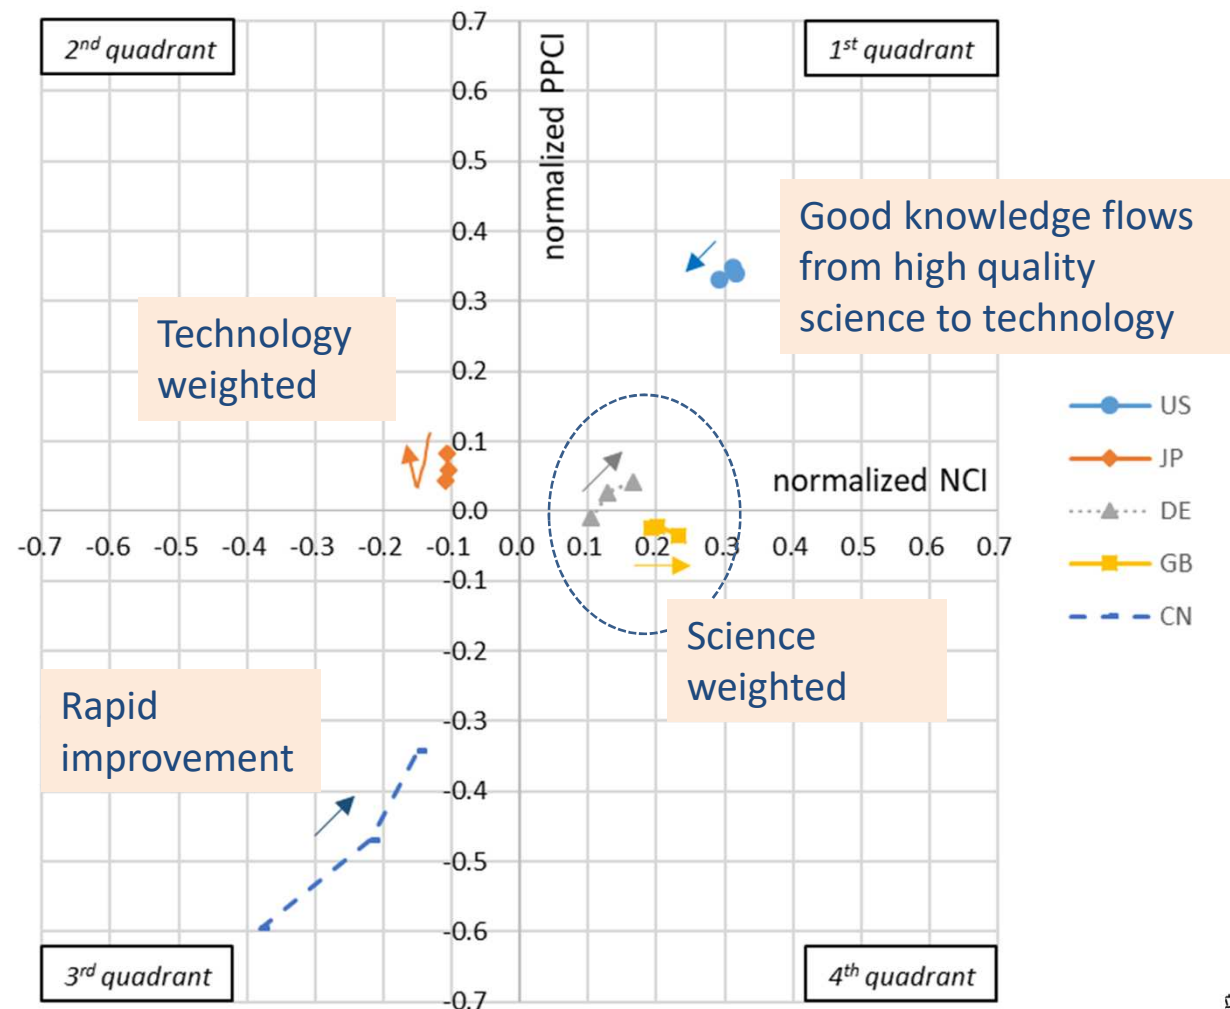 2nd quadrant
1st quadrant
normalized PPCI
0.7
0.6
0.5
0.4
0.3
0.2
0.1
0.0
-0.1
-0.2
-0.3
-0.4
-0.5
-0.6
-0.7
Good knowledge flows
from high quality
science to technology
Technology
weighted
normalized NCI
-0.7 -0.6 -0.5 -0.4 -0.3 -0.2 -0.1 0.0 0.1 0.2 0.3 0.4 0.5 0.6 0.7
US
JP
DE
GB
CN
Science
weighted
Rapid
improvement
3rd quadrant
4th quadrant